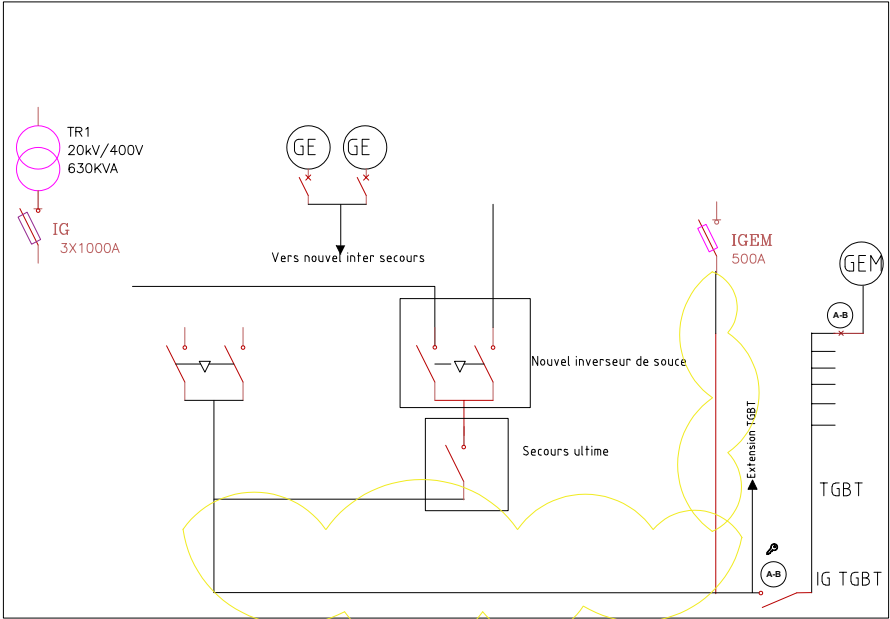 TR1
20kV/400V
630KVA
IG
3X1000A
GE
GE
Vers nouvel inter secours
IGEM
500A
GEM
A-B
Nouvel inverseur de souce
Secours ultime
Extension TGBT
TGBT
A-B
IG TGBT